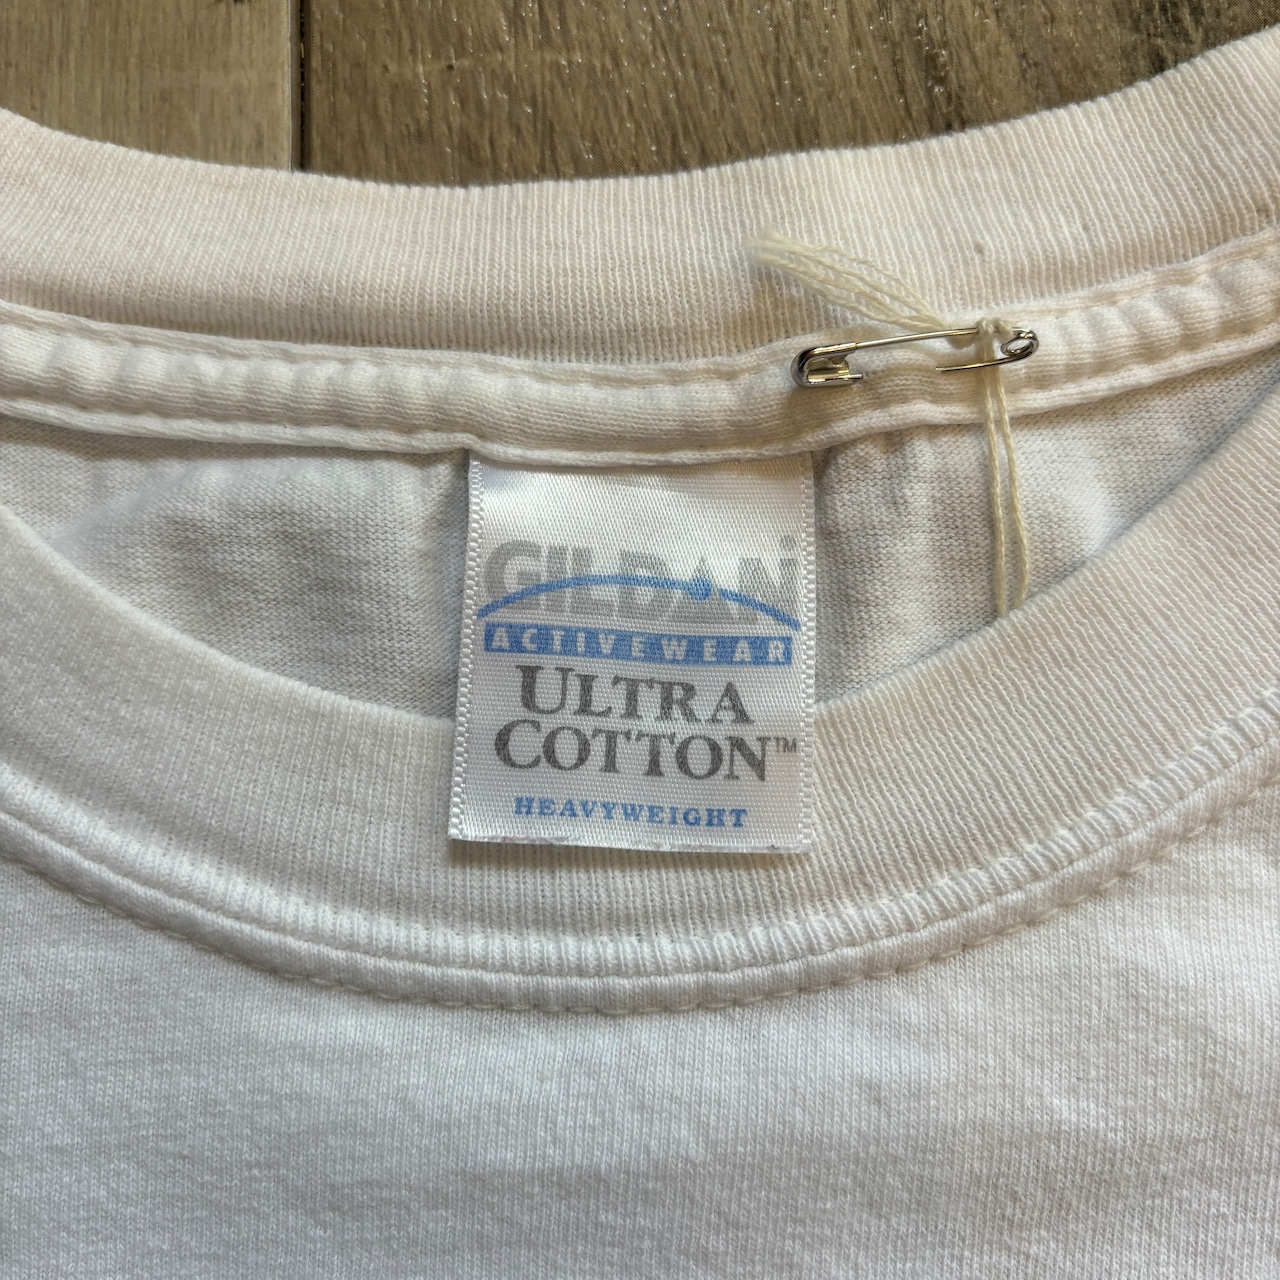 GILDAN
ACTIVEWEAR
ULTRA
COTTON™
HEAVYWEIGHT